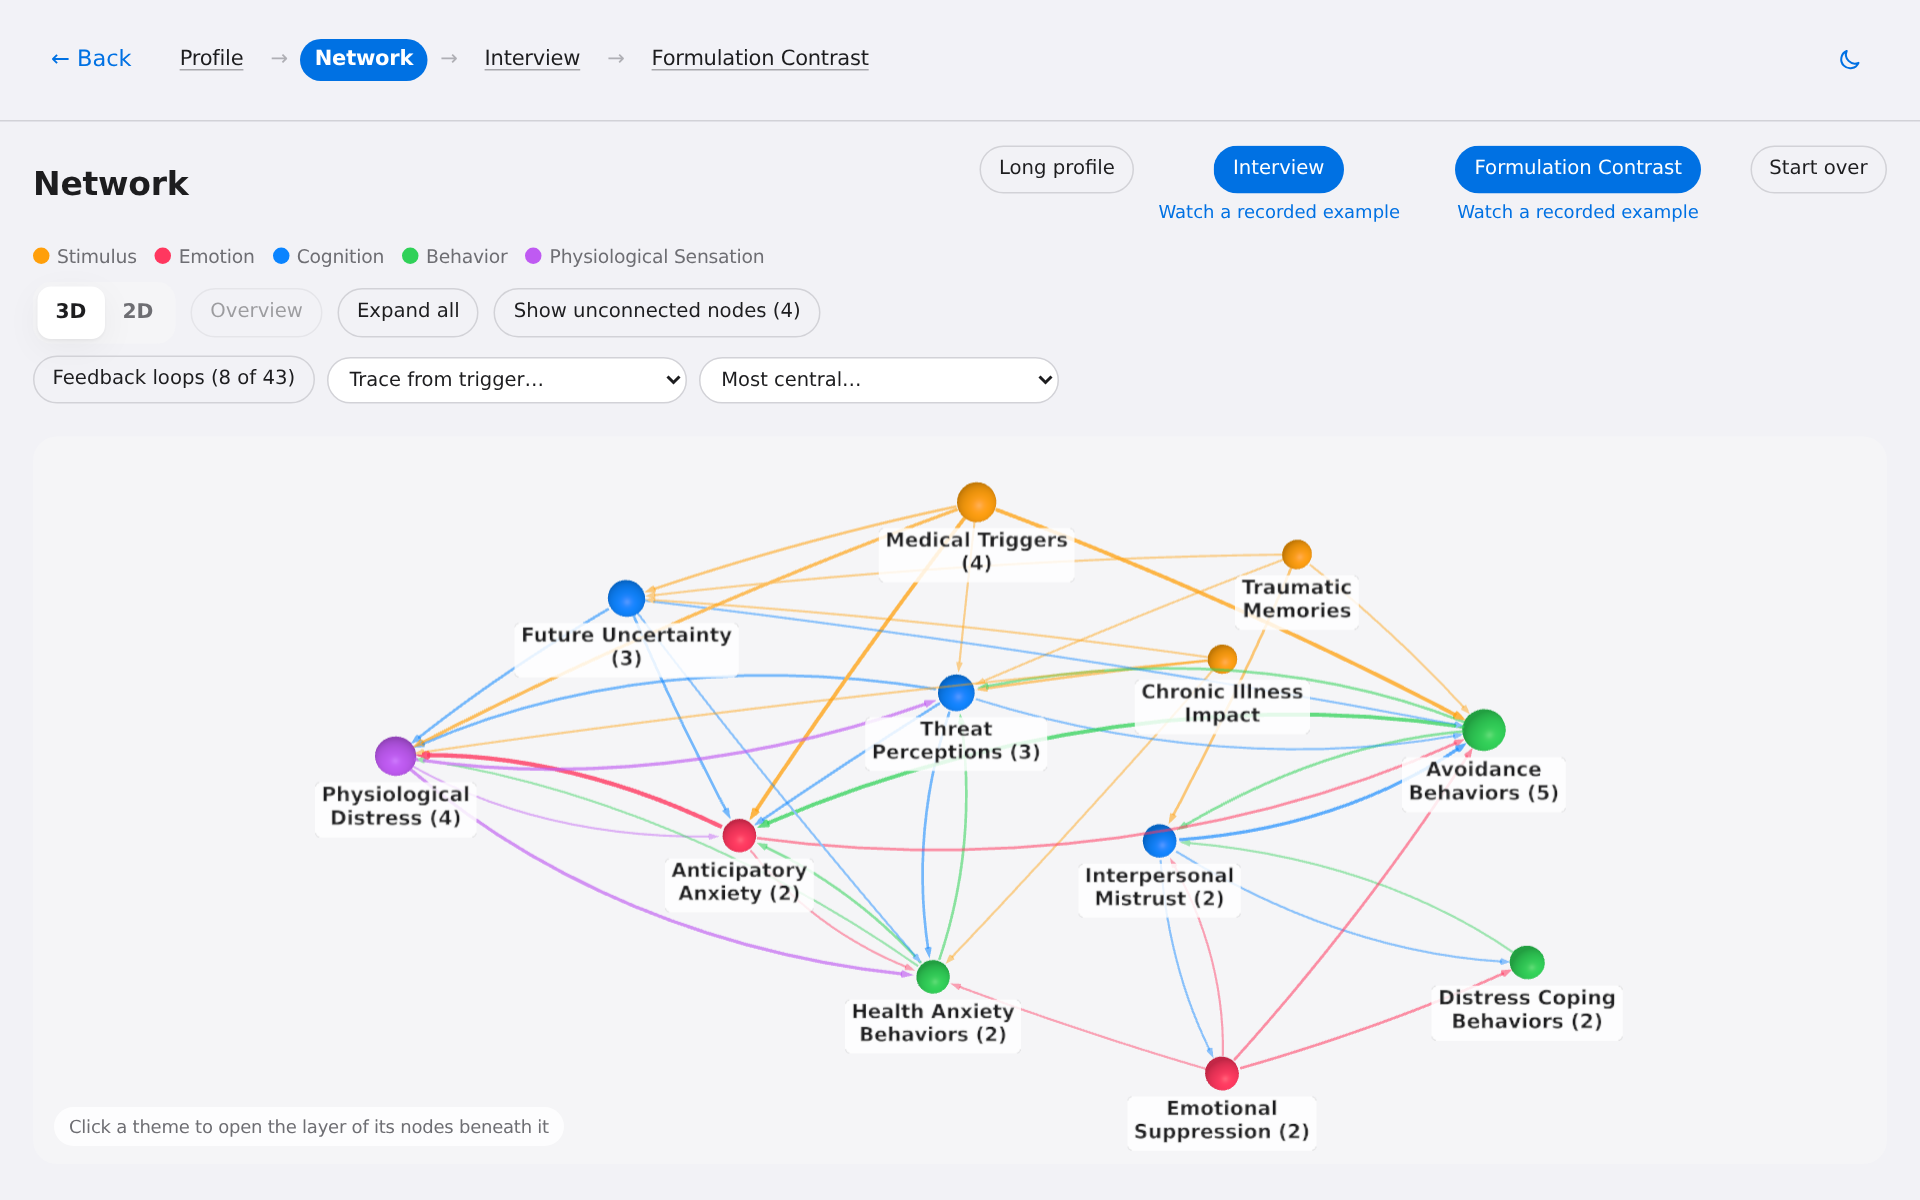 ← Back
Profile → Network → Interview → Formulation Contrast
Network
Long profile
Interview
Watch a recorded example
Formulation Contrast
Watch a recorded example
Start over
Stimulus
Emotion
Cognition
Behavior
Physiological Sensation
3D
2D
Overview
Expand all
Show unconnected nodes (4)
Feedback loops (8 of 43)
Trace from trigger...
Most central...
Medical Triggers
(4)
Traumatic
Memories
Future Uncertainty
(3)
Chronic Illness
Impact
Threat
Perceptions (3)
Avoidance
Behaviors (5)
Physiological
Distress (4)
Anticipatory
Anxiety (2)
Interpersonal
Mistrust (2)
Health Anxiety
Behaviors (2)
Distress Coping
Behaviors (2)
Emotional
Suppression (2)
Click a theme to open the layer of its nodes beneath it